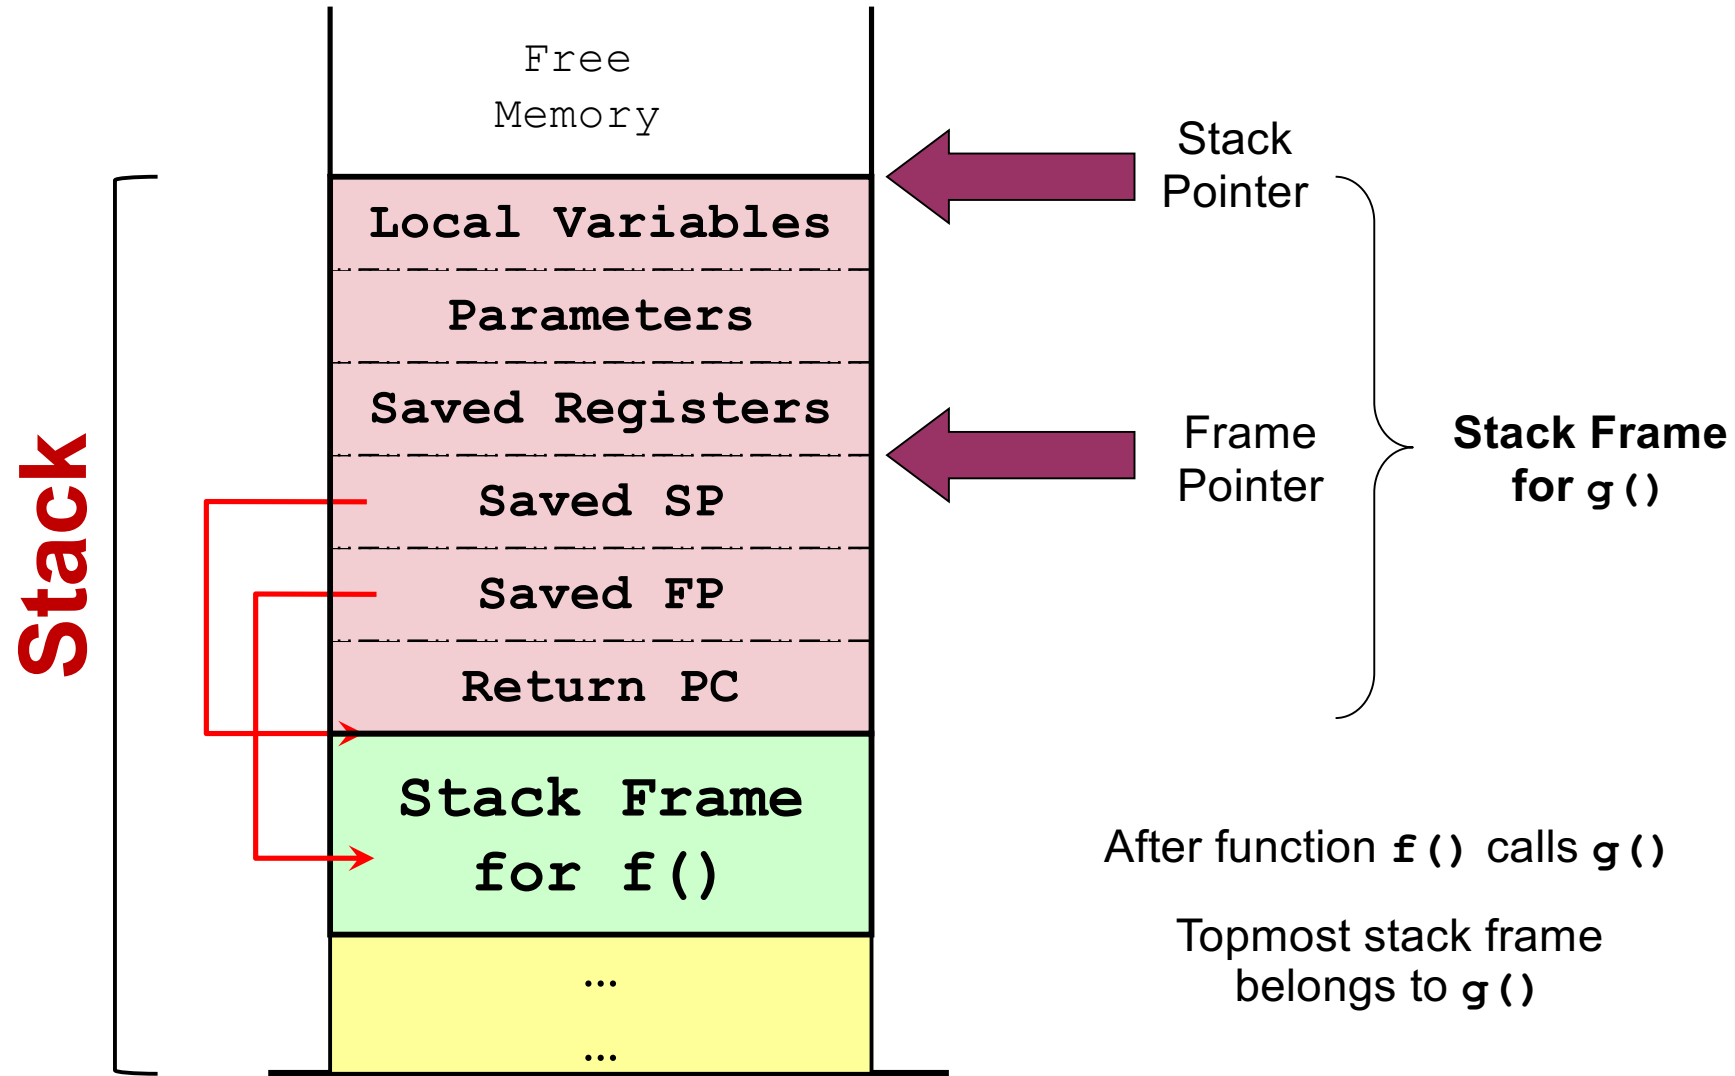 Free
Memory
Stack
Pointer
Local Variables
Parameters
Saved Registers
Frame
Pointer
Stack Frame
for g()
Stack
Saved SP
Saved FP
Return PC
Stack Frame
for f()
After function f() calls g()
Topmost stack frame
belongs to g()
…
…